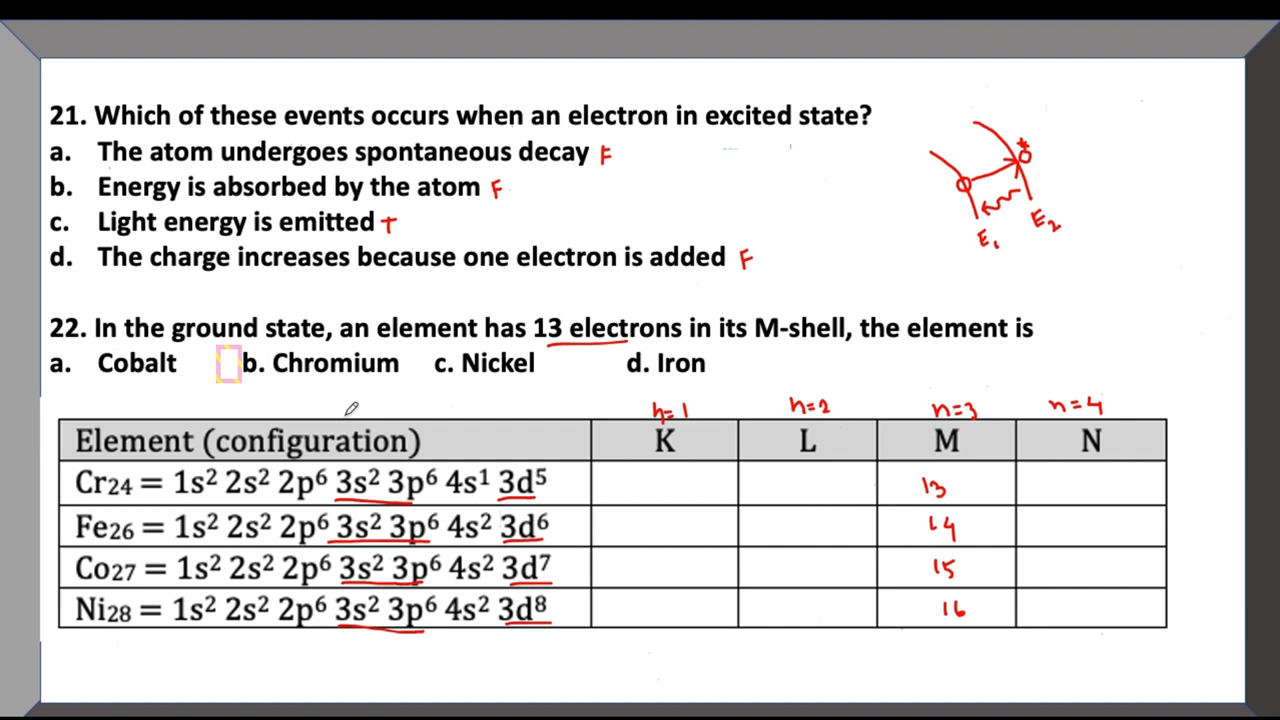 21. Which of these events occurs when an electron in excited state?
a. The atom undergoes spontaneous decay F
b. Energy is absorbed by the atom F
c. Light energy is emitted T
d. The charge increases because one electron is added F
E₁ E₂
22. In the ground state, an element has 13 electrons in its M-shell, the element is
a. Cobalt b. Chromium c. Nickel d. Iron
n=1 n=2 n=3 n=4
Element (configuration) K L M N
Cr₂₄ = 1s² 2s² 2p⁶ 3s² 3p⁶ 4s¹ 3d⁵ 13
Fe₂₆ = 1s² 2s² 2p⁶ 3s² 3p⁶ 4s² 3d⁶ 14
Co₂₇ = 1s² 2s² 2p⁶ 3s² 3p⁶ 4s² 3d⁷ 15
Ni₂₈ = 1s² 2s² 2p⁶ 3s² 3p⁶ 4s² 3d⁸ 16